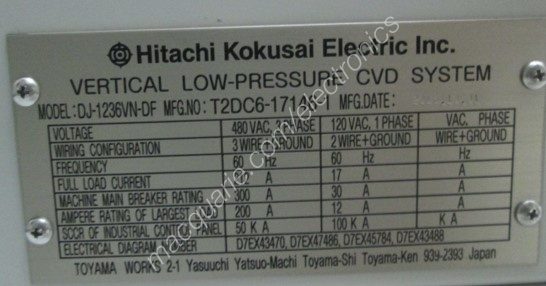 Hitachi Kokusai Electric Inc.
VERTICAL LOW-PRESSURE CVD SYSTEM
MODEL: DJ-1236VN-DF MFG.NO: T2DC6-17148 MFG.DATE:
VOLTAGE 480 VAC, 3 PHASE 120 VAC, 1 PHASE VAC, PHASE
WIRING CONFIGURATION 3 WIRE+GROUND 2 WIRE+GROUND WIRE+GROUND
FREQUENCY 60 Hz 60 Hz Hz
FULL LOAD CURRENT A 17 A A
MACHINE MAIN BREAKER RATING 300 A 30 A A
AMPERE RATING OF LARGEST 200 A 12 A A
SCCR OF INDUSTRIAL CONTROL PANEL 50 K A 100 K A K A
ELECTRICAL DIAGRAM NUMBER D7EX43470, D7EX47486, D7EX45784, D7EX43488
TOYAMA WORKS 2-1 Yasuuchi Yatsuo-Machi Toyama-Shi Toyama-Ken 939-2393 Japan
macquarie.com/electronics